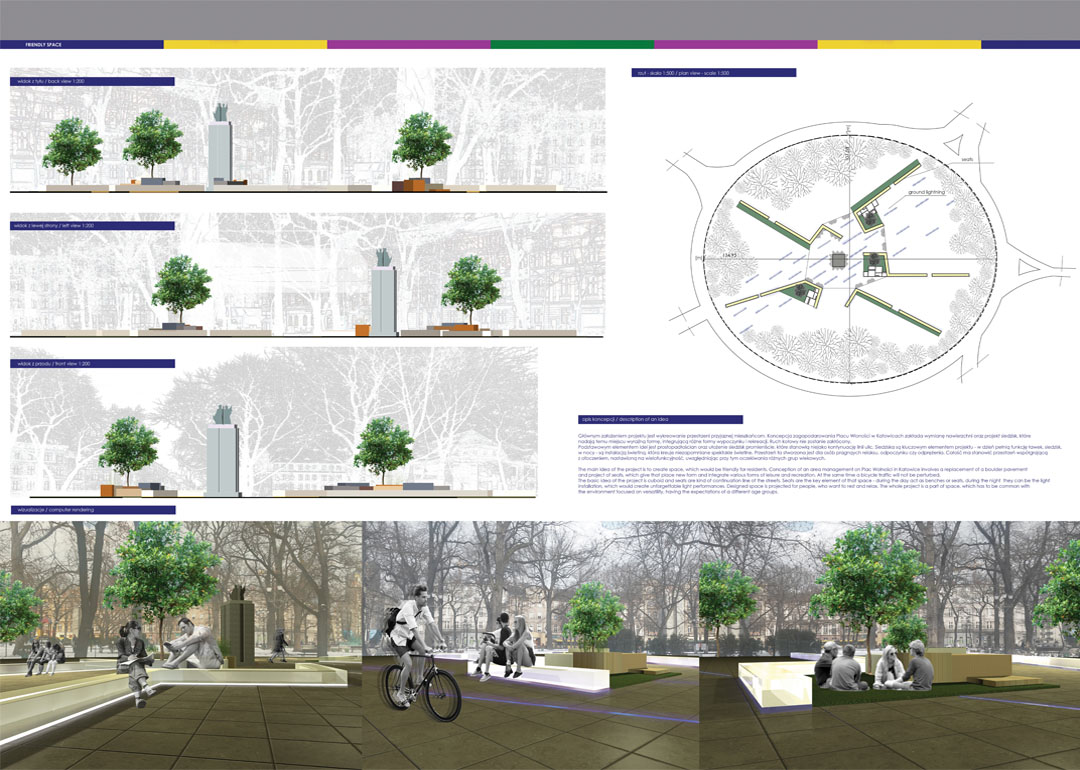 FRIENDLY SPACE
widok z tyłu / back view 1:200
rzut - skala 1:500 / plan view - scale 1:500
seats
ground lightning
widok z lewej strony / left view 1:200
widok z przodu / front view 1:200
opis koncepcji / description of an idea
Głównym założeniem projektu jest wykreowanie przestrzeni przyjaznej mieszkańcom. Koncepcja zagospodarowania Placu Wolności w Katowicach zakłada wymianę nawierzchni oraz projekt siedzisk, które
nadają temu miejscu wyraźną formę, integrującą różne formy wypoczynku i rekreacji. Ruch kołowy nie zostanie zakłócony.
Podstawowym elementem idei jest prostopadłościan oraz ułożenie siedzisk promieniście, które stanowią niejako kontynuację linii ulic. Siedziska są kluczowym elementem projektu - w dzień pełnią funkcję ławek, siedzisk,
w nocy - są instalacją świetlną, która kreuje niezapomniane spektakle świetlne. Przestrzeń ta stworzona jest dla osób pragnących relaksu, odpoczynku czy odprężenia. Całość ma stanowić przestrzeń współgrającą
z otoczeniem, nastawioną na wielofunkcyjność, uwzględniając przy tym oczekiwania różnych grup wiekowych.
The main idea of the project is to create space, which would be friendly for residents. Conception of an area management on Plac Wolności in Katowice involves a replacement of a boulder pavement
and project of seats, which give that place new form and integrate various forms of leisure and recreation. At the same time a bicycle traffic will not be perturbed.
The basic idea of the project is cuboid and seats are kind of continuation line of the streets. Seats are the key element of that space - during the day act as benches or seats, during the night they can be the light
installation, which would create unforgettable light performances. Designed space is projected for people, who want to rest and relax. The whole project is a part of space, which has to be common with
the environment focused on versatility, having the expectations of a different age groups.
wizualizacje / computer rendering